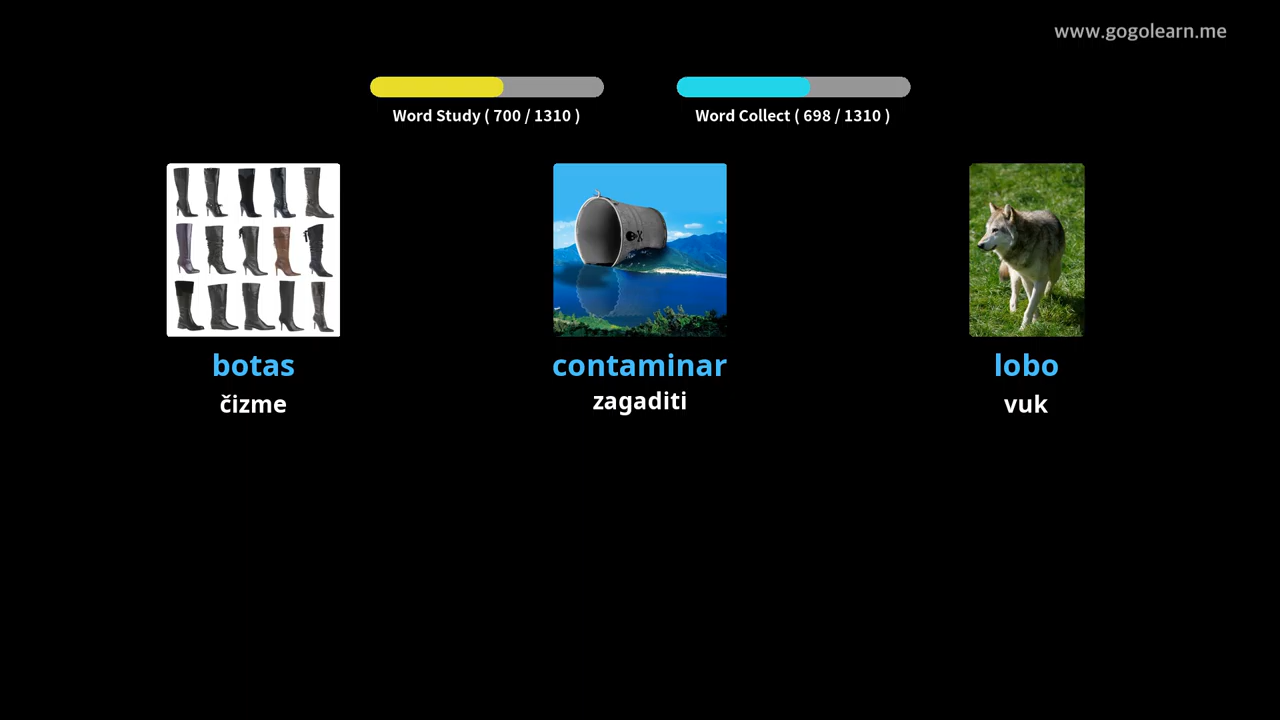 www.gogolearn.me
Word Study ( 700 / 1310 )
Word Collect ( 698 / 1310 )
botas
čizme
contaminar
zagaditi
lobo
vuk